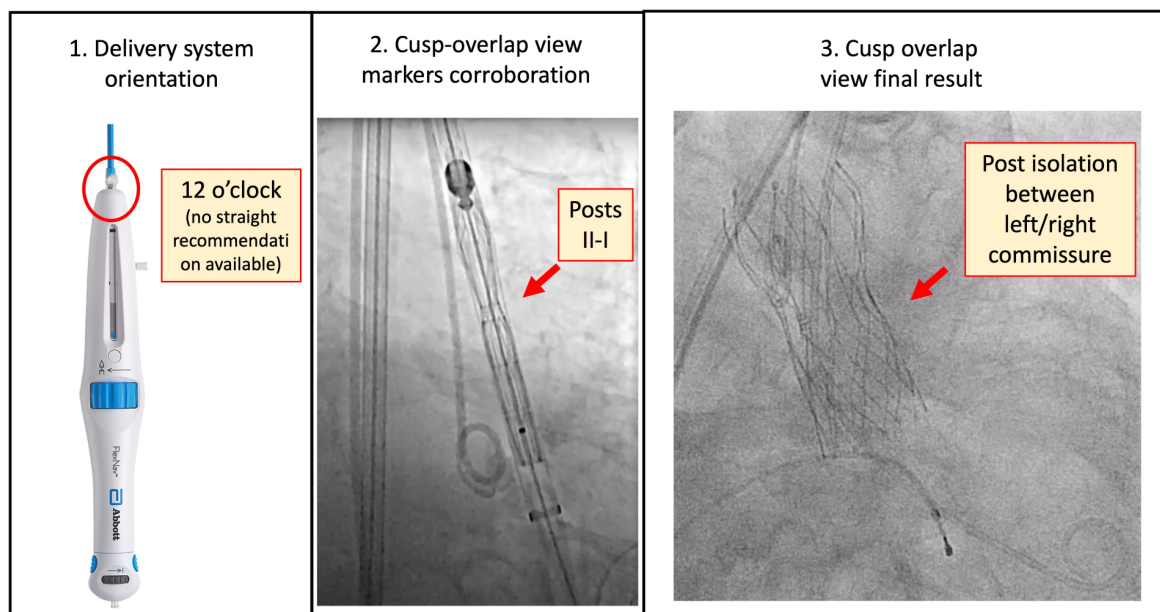 1. Delivery system
orientation
12 o’clock
(no straight
recommendati
on available)
FlexNav™
Abbott
2. Cusp-overlap view
markers corroboration
Posts
II-I
3. Cusp overlap
view final result
Post isolation
between
left/right
commissure